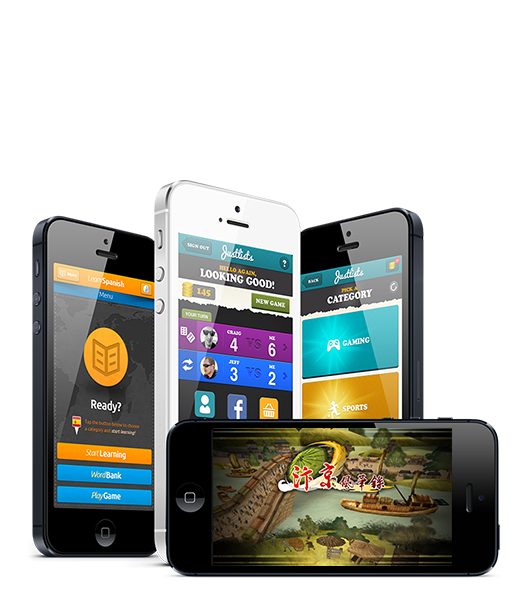 Learn Spanish
Menu
Ready?
Tap the button below to choose
a category and start learning!
Start Learning
WordBank
PlayGame
SIGN OUT
Justlists
?
HELLO AGAIN,
LOOKING GOOD!
145
NEW GAME
YOUR TURN
CRAIG
4 VS 6
ME
JEFF
3 VS 2
ME
BACK
Justlists
PICK A
CATEGORY
GAMING
SPORTS
汴京